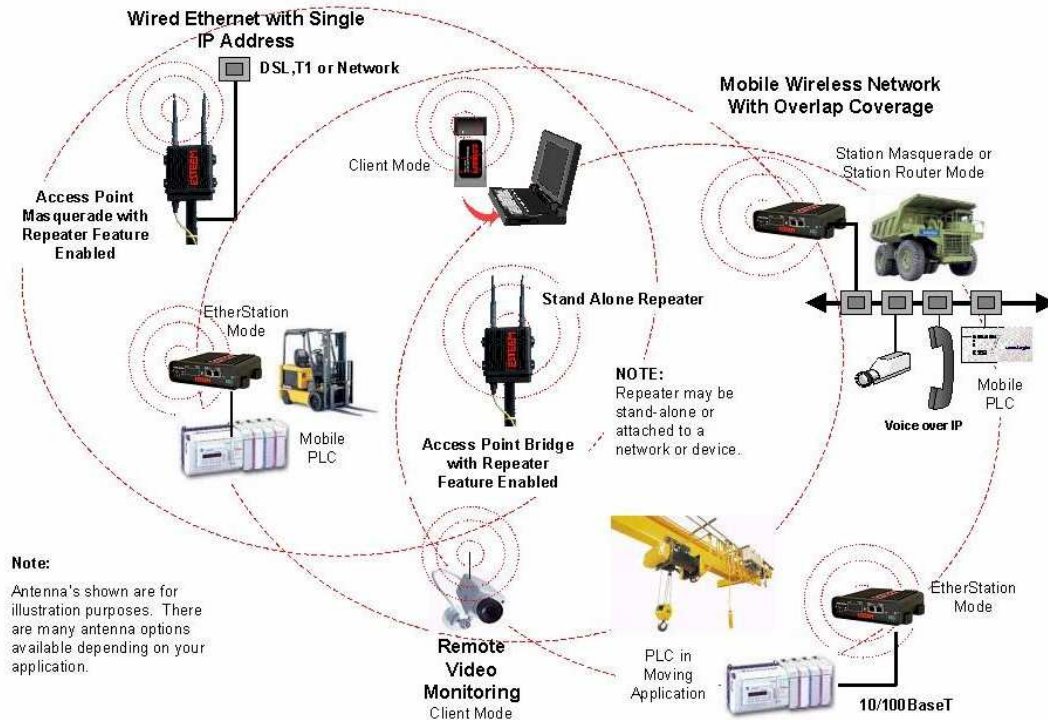 Wired Ethernet with Single
IP Address
DSL,T1 or Network
ESTEEM
Access Point
Masquerade with
Repeater Feature
Enabled
Client Mode
Mobile Wireless Network
With Overlap Coverage
Station Masquerade or
Station Router Mode
EtherStation
Mode
Mobile
PLC
Stand Alone Repeater
ESTEEM
Access Point Bridge
with Repeater
Feature Enabled
NOTE:
Repeater may be
stand-alone or
attached to a
network or device.
Voice over IP
Mobile
PLC
Note:
Antenna's shown are for
illustration purposes. There
are many antenna options
available depending on your
application.
Remote
Video
Monitoring
Client Mode
PLC in
Moving
Application
EtherStation
Mode
10/100BaseT